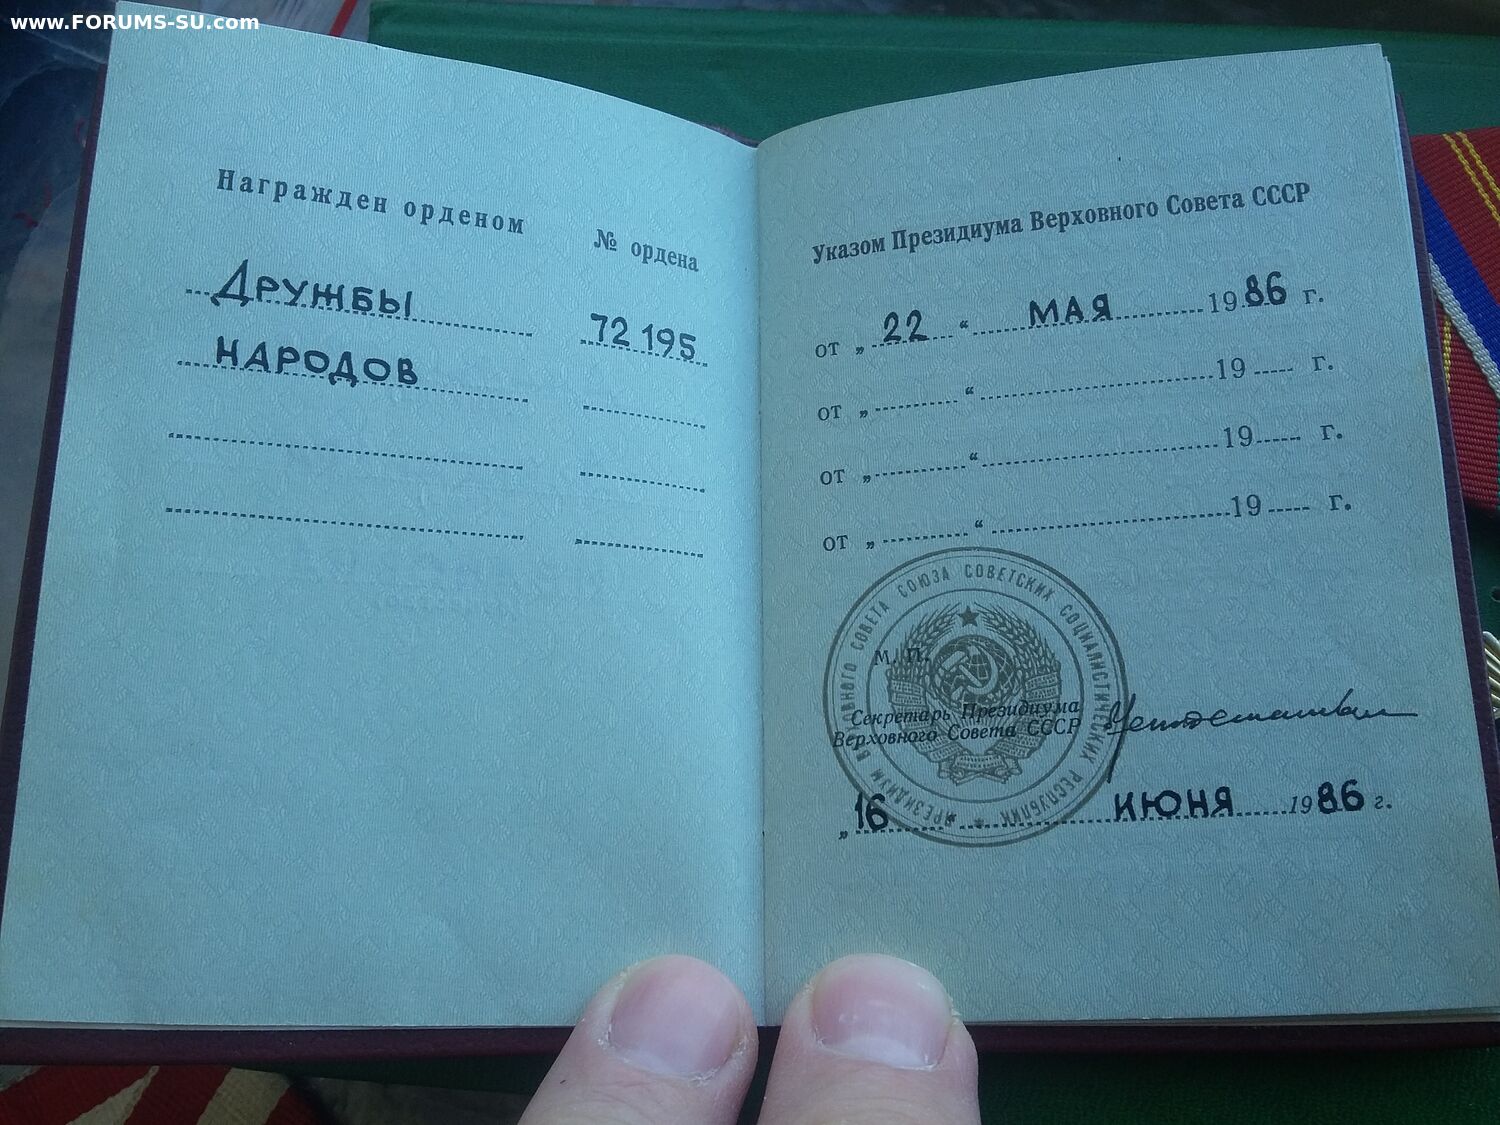 www.FORUMS-SU.com
Награжден орденом
№ ордена
Дружбы
72 195
народов
Указом Президиума Верховного Совета СССР
от „ 22 “ мая 1986 г.
от „ “ 19 г.
от „ “ 19 г.
от „ “ 19 г.
ПРЕЗИДИУМ ВЕРХОВНОГО СОВЕТА СОЮЗА СОВЕТСКИХ СОЦИАЛИСТИЧЕСКИХ РЕСПУБЛИК
М. П.
Секретарь Президиума
Верховного Совета СССР
„ 16 “ июня 1986 г.